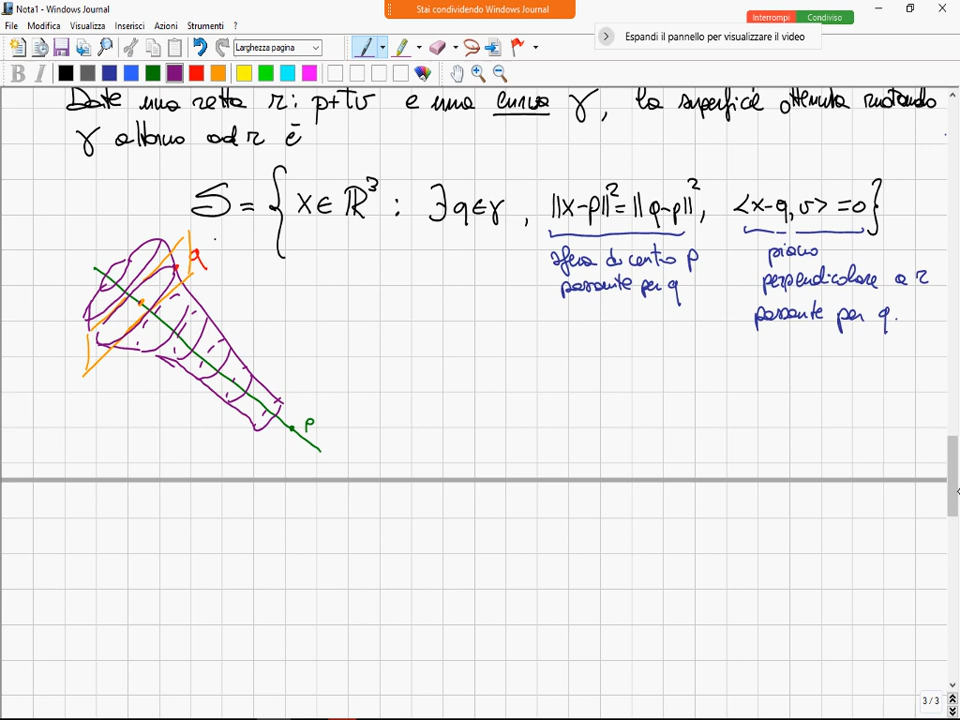 Nota1 - Windows Journal
Stai condividendo Windows Journal
Interrompi
Condiviso
File Modifica Visualizza Inserisci Azioni Strumenti ?
Espandi il pannello per visualizzare il video
Larghezza pagina
B I
Date una retta r: p+tv e una curva γ, la superficie ottenuta ruotando
γ attorno ad r è
S = { x ∈ ℝ³ : ∃ q ∈ γ, ||x-p||² = ||q-p||², <x-q, v> = 0 }
sfera di centro p
passante per q
piano
perpendicolare a r
passante per q.
q
p
3 / 3